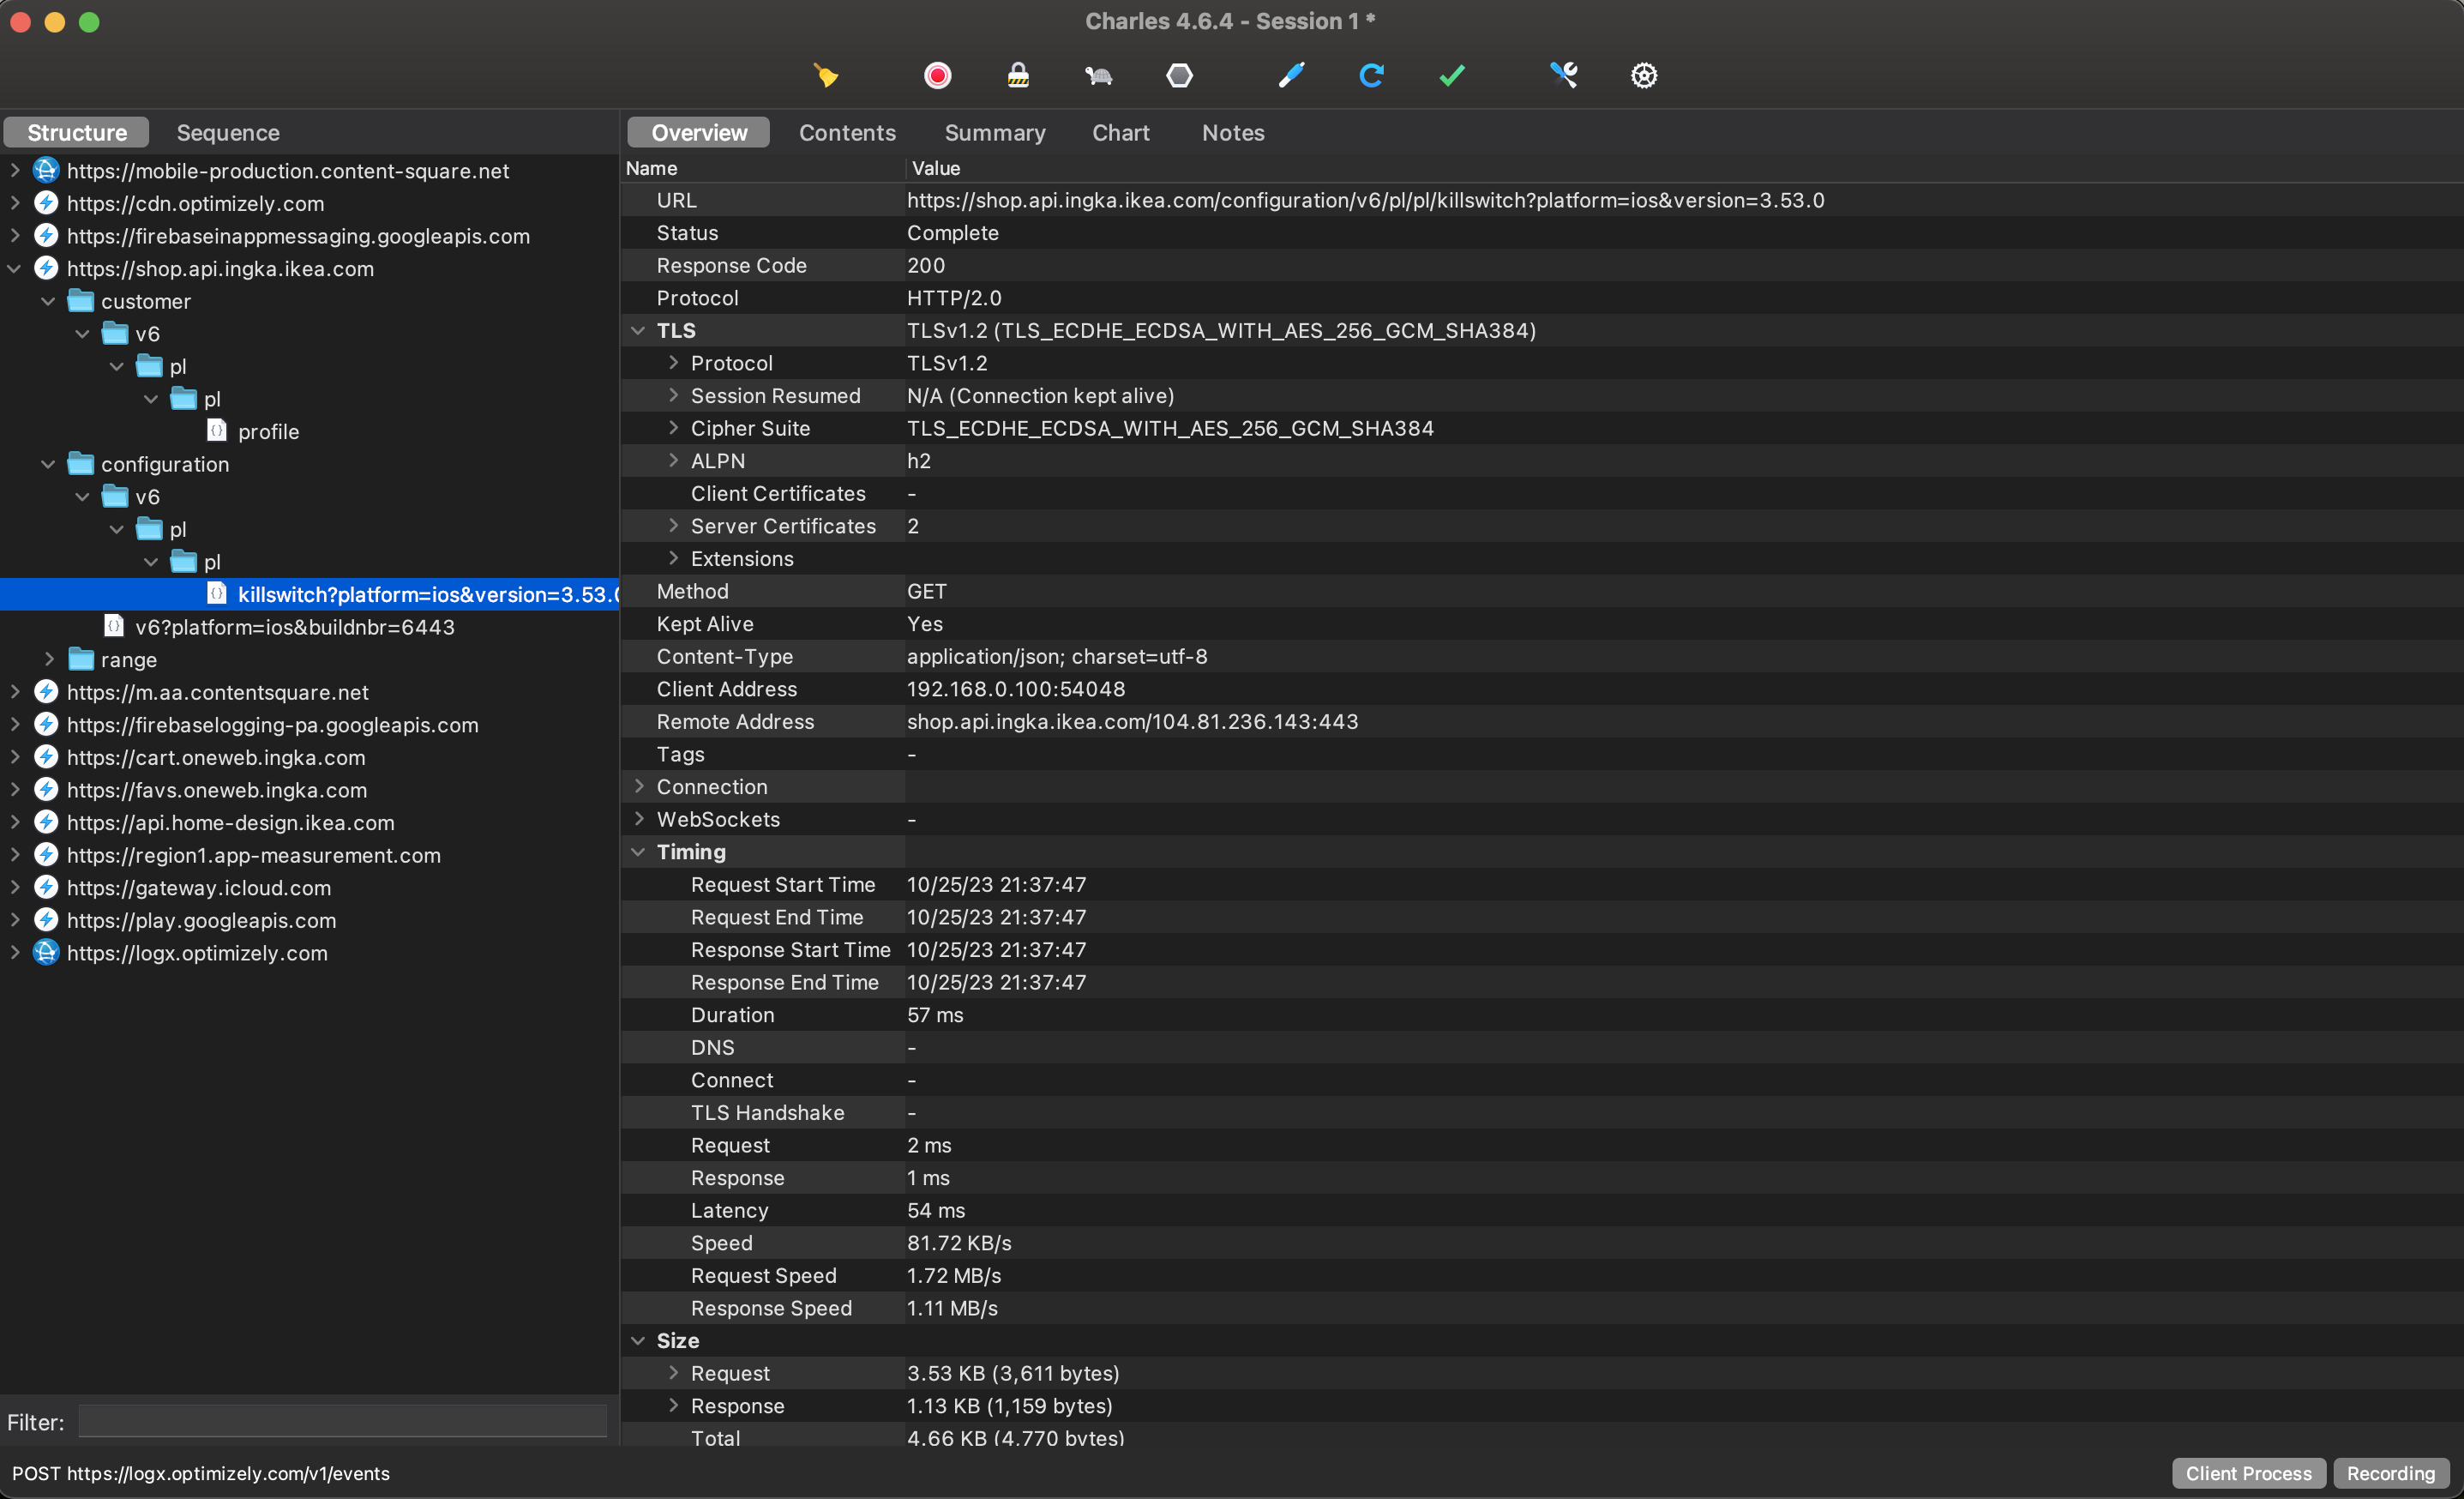 Charles 4.6.4 - Session 1 *
Structure
Sequence
https://mobile-production.content-square.net
https://cdn.optimizely.com
https://firebaseinappmessaging.googleapis.com
https://shop.api.ingka.ikea.com
customer
v6
pl
pl
profile
configuration
v6
pl
pl
killswitch?platform=ios&version=3.53.0
v6?platform=ios&buildnbr=6443
range
https://m.aa.contentsquare.net
https://firebaselogging-pa.googleapis.com
https://cart.oneweb.ingka.com
https://favs.oneweb.ingka.com
https://api.home-design.ikea.com
https://region1.app-measurement.com
https://gateway.icloud.com
https://play.googleapis.com
https://logx.optimizely.com
Filter:
Overview Contents Summary Chart Notes
Name Value
URL https://shop.api.ingka.ikea.com/configuration/v6/pl/pl/killswitch?platform=ios&version=3.53.0
Status Complete
Response Code 200
Protocol HTTP/2.0
TLS TLSv1.2 (TLS_ECDHE_ECDSA_WITH_AES_256_GCM_SHA384)
Protocol TLSv1.2
Session Resumed N/A (Connection kept alive)
Cipher Suite TLS_ECDHE_ECDSA_WITH_AES_256_GCM_SHA384
ALPN h2
Client Certificates -
Server Certificates 2
Extensions
Method GET
Kept Alive Yes
Content-Type application/json; charset=utf-8
Client Address 192.168.0.100:54048
Remote Address shop.api.ingka.ikea.com/104.81.236.143:443
Tags -
Connection
WebSockets -
Timing
Request Start Time 10/25/23 21:37:47
Request End Time 10/25/23 21:37:47
Response Start Time 10/25/23 21:37:47
Response End Time 10/25/23 21:37:47
Duration 57 ms
DNS -
Connect -
TLS Handshake -
Request 2 ms
Response 1 ms
Latency 54 ms
Speed 81.72 KB/s
Request Speed 1.72 MB/s
Response Speed 1.11 MB/s
Size
Request 3.53 KB (3,611 bytes)
Response 1.13 KB (1,159 bytes)
Total 4.66 KB (4,770 bytes)
POST https://logx.optimizely.com/v1/events
Client Process Recording